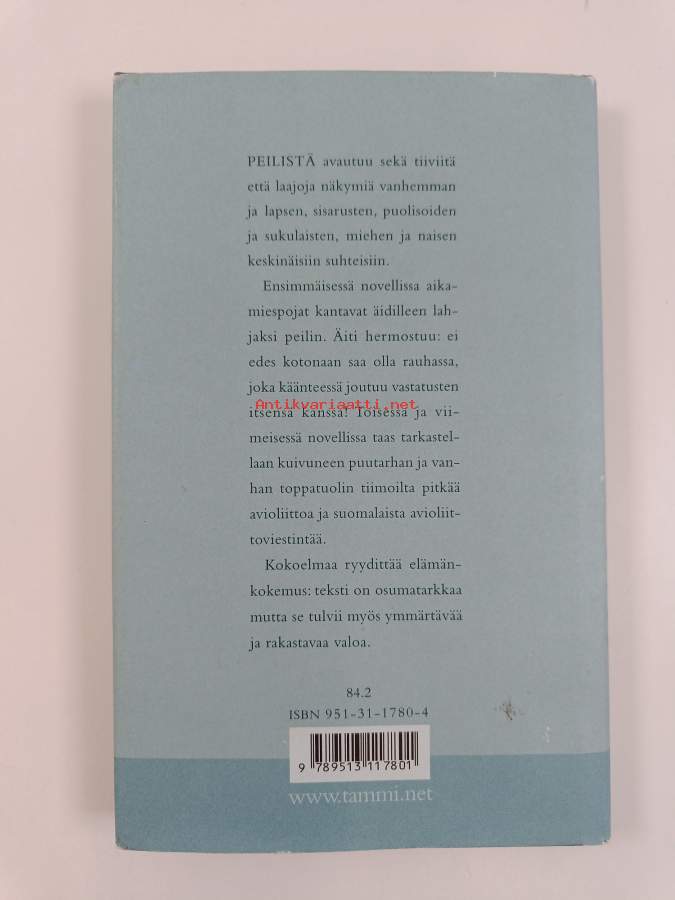 PEILISTÄ avautuu sekä tiiviitä
että laajoja näkymiä vanhemman
ja lapsen, sisarusten, puolisoiden
ja sukulaisten, miehen ja naisen
keskinäisiin suhteisiin.
Ensimmäisessä novellissa aika-
miespojat kantavat äidilleen lah-
jaksi peilin. Äiti hermostuu: ei
edes kotonaan saa olla rauhassa,
joka käänteessä joutuu vastatusten
Antikvariaatti.net
itsensä kanssa! Toisessa ja vii-
meisessä novellissa taas tarkastel-
laan kuivuneen puutarhan ja van-
han toppatuolin tiimoilta pitkää
avioliittoa ja suomalaista avioliit-
toviestintää.
Kokoelmaa ryydittää elämän-
kokemus: teksti on osumatarkkaa
mutta se tulvii myös ymmärtävää
ja rakastavaa valoa.
84.2
ISBN 951-31-1780-4
9 789513 117801
www.tammi.net